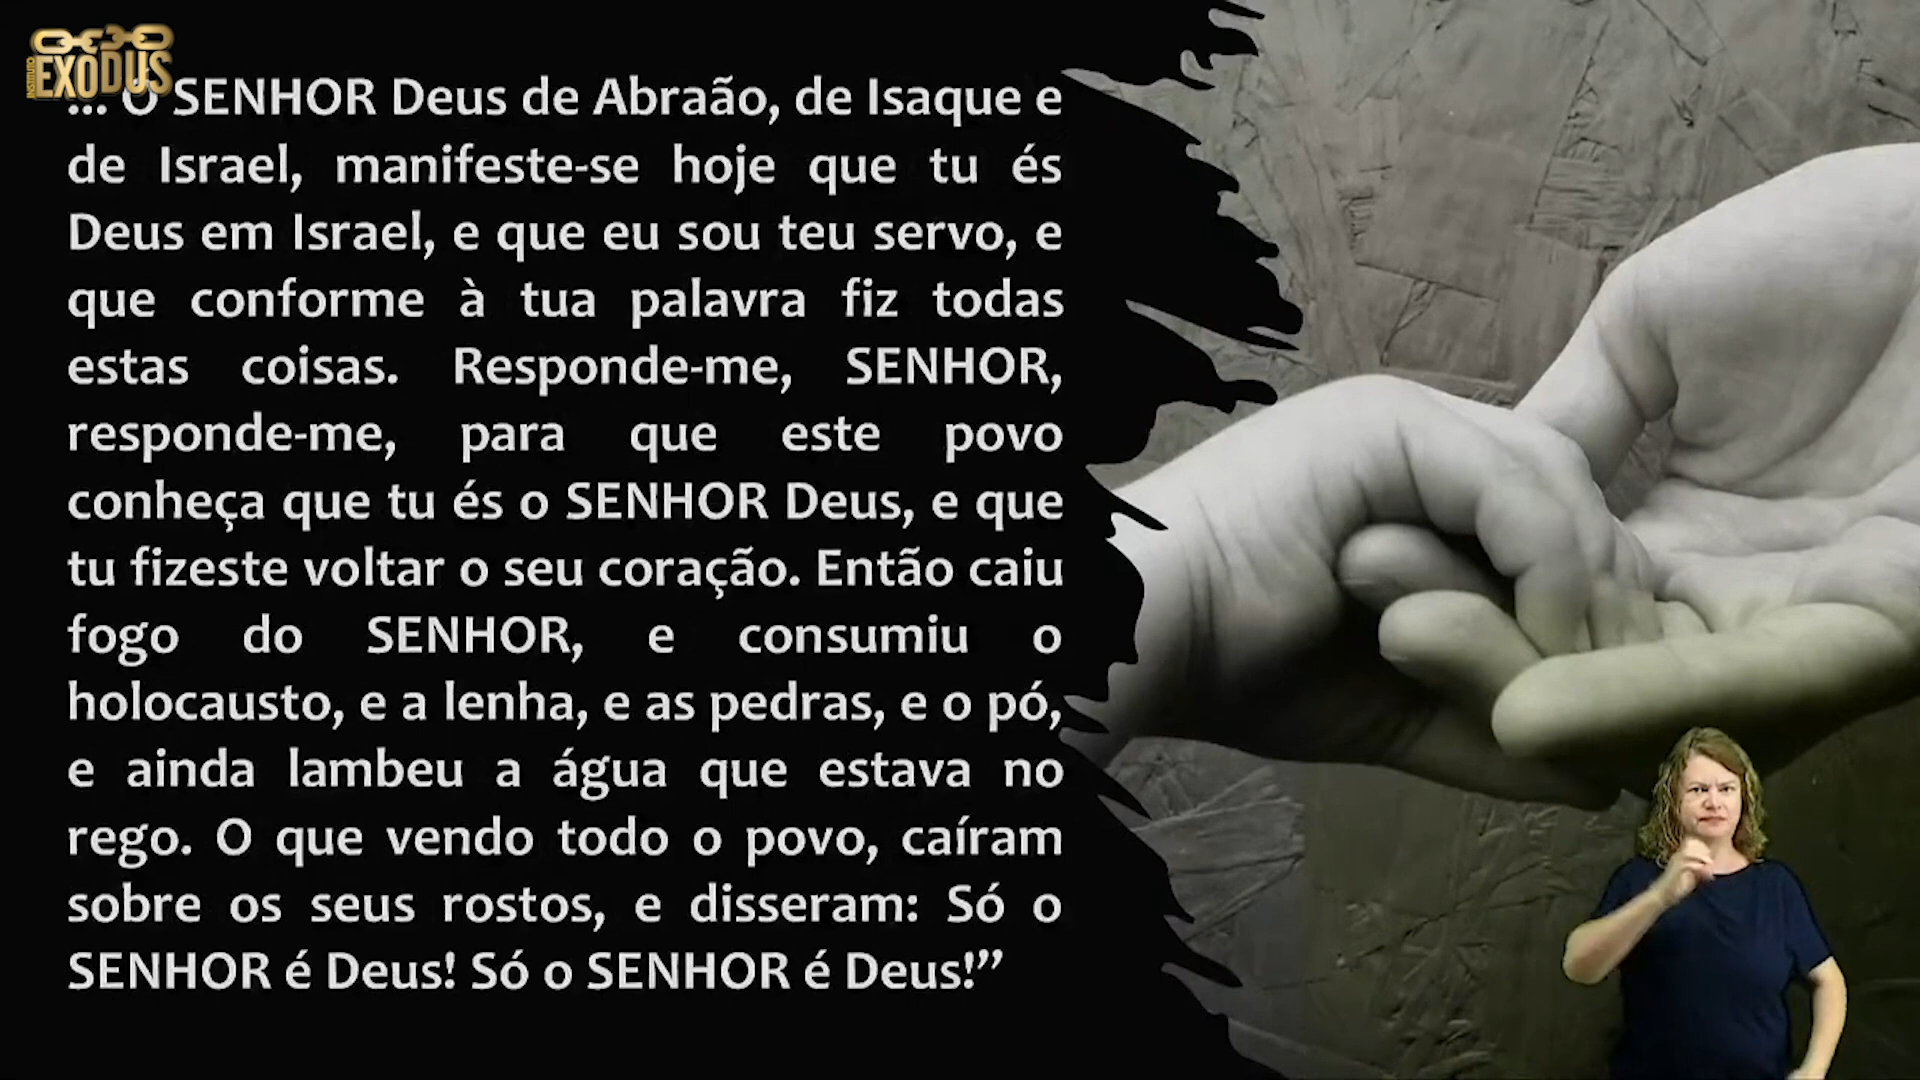 INSTITUTO
EXODUS
... Ó SENHOR Deus de Abraão, de Isaque e
de Israel, manifeste-se hoje que tu és
Deus em Israel, e que eu sou teu servo, e
que conforme à tua palavra fiz todas
estas coisas. Responde-me, SENHOR,
responde-me, para que este povo
conheça que tu és o SENHOR Deus, e que
tu fizeste voltar o seu coração. Então caiu
fogo do SENHOR, e consumiu o
holocausto, e a lenha, e as pedras, e o pó,
e ainda lambeu a água que estava no
rego. O que vendo todo o povo, caíram
sobre os seus rostos, e disseram: Só o
SENHOR é Deus! Só o SENHOR é Deus!”